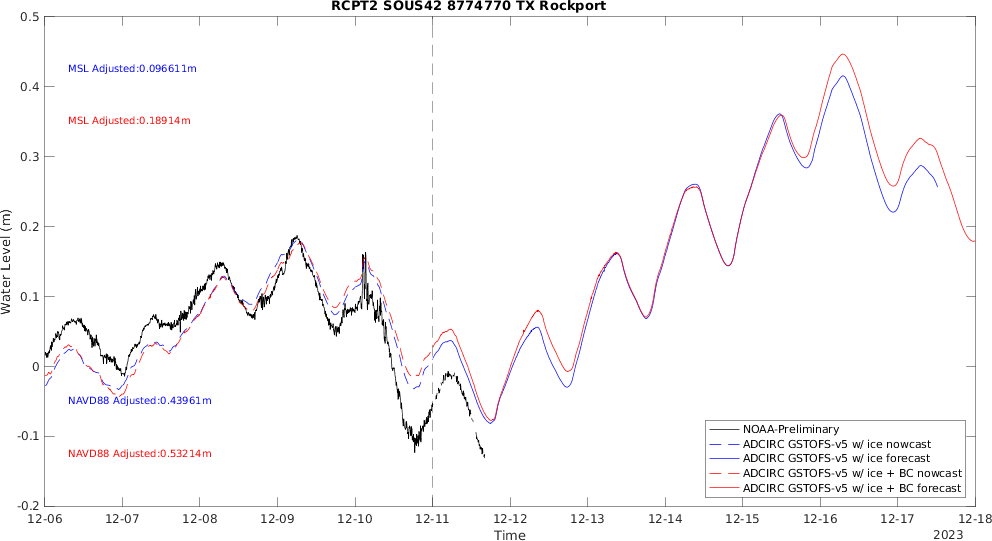 RCPT2 SOUS42 8774770 TX Rockport
0.5
0.4
0.3
0.2
0.1
0
-0.1
-0.2
Water Level (m)
MSL Adjusted:0.096611m
MSL Adjusted:0.18914m
NAVD88 Adjusted:0.43961m
NAVD88 Adjusted:0.53214m
NOAA-Preliminary
ADCIRC GSTOFS-v5 w/ ice nowcast
ADCIRC GSTOFS-v5 w/ ice forecast
ADCIRC GSTOFS-v5 w/ ice + BC nowcast
ADCIRC GSTOFS-v5 w/ ice + BC forecast
12-06 12-07 12-08 12-09 12-10 12-11 12-12 12-13 12-14 12-15 12-16 12-17 12-18
Time
2023